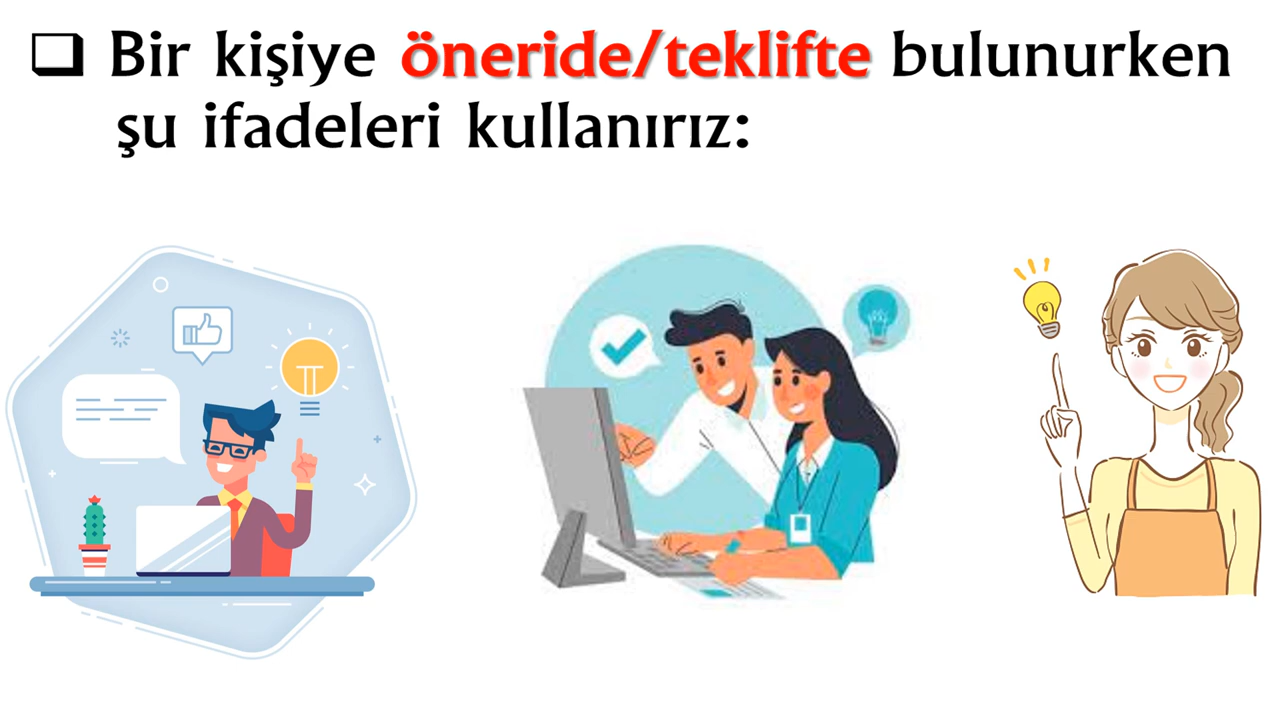 ❑ Bir kişiye öneride/teklifte bulunurken
şu ifadeleri kullanırız: